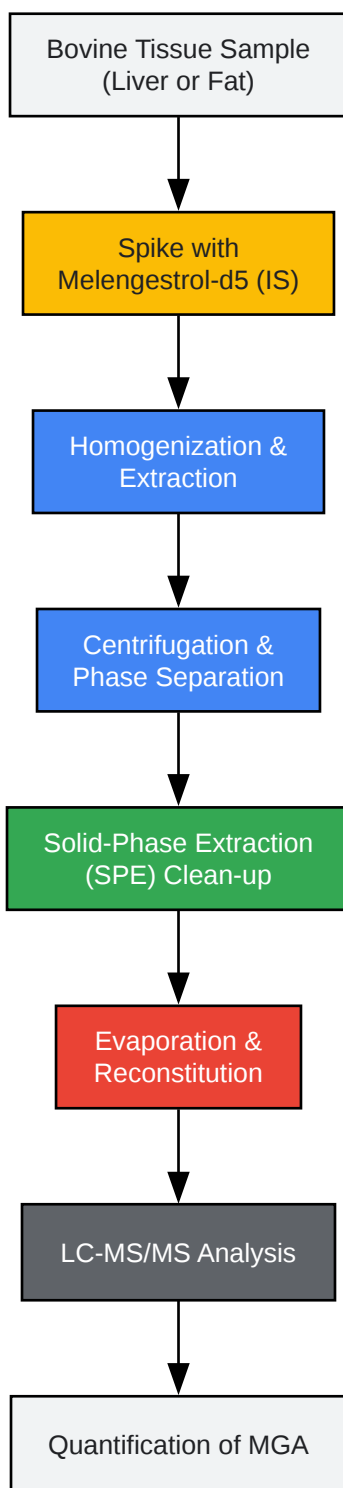 Bovine Tissue Sample
(Liver or Fat)
Spike with
Melengestrol-d5 (IS)
Homogenization &
Extraction
Centrifugation &
Phase Separation
Solid-Phase Extraction
(SPE) Clean-up
Evaporation &
Reconstitution
LC-MS/MS Analysis
Quantification of MGA